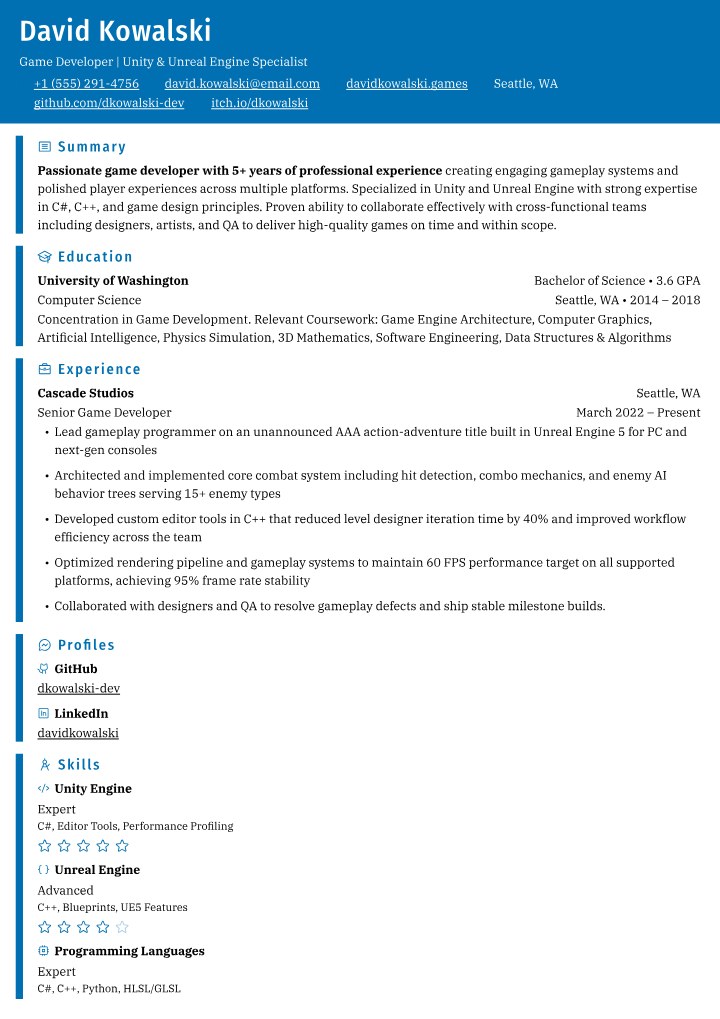 David Kowalski
Game Developer | Unity & Unreal Engine Specialist
+1 (555) 291-4756 david.kowalski@email.com davidkowalski.games Seattle, WA
github.com/dkowalski-dev itch.io/dkowalski
Summary
Passionate game developer with 5+ years of professional experience creating engaging gameplay systems and
polished player experiences across multiple platforms. Specialized in Unity and Unreal Engine with strong expertise
in C#, C++, and game design principles. Proven ability to collaborate effectively with cross-functional teams
including designers, artists, and QA to deliver high-quality games on time and within scope.
Education
University of Washington Bachelor of Science • 3.6 GPA
Computer Science Seattle, WA • 2014 – 2018
Concentration in Game Development. Relevant Coursework: Game Engine Architecture, Computer Graphics,
Artificial Intelligence, Physics Simulation, 3D Mathematics, Software Engineering, Data Structures & Algorithms
Experience
Cascade Studios Seattle, WA
Senior Game Developer March 2022 – Present
• Lead gameplay programmer on an unannounced AAA action-adventure title built in Unreal Engine 5 for PC and
next-gen consoles
• Architected and implemented core combat system including hit detection, combo mechanics, and enemy AI
behavior trees serving 15+ enemy types
• Developed custom editor tools in C++ that reduced level designer iteration time by 40% and improved workflow
efficiency across the team
• Optimized rendering pipeline and gameplay systems to maintain 60 FPS performance target on all supported
platforms, achieving 95% frame rate stability
• Collaborated with designers and QA to resolve gameplay defects and ship stable milestone builds.
Profiles
GitHub
dkowalski-dev
LinkedIn
davidkowalski
Skills
Unity Engine
Expert
C#, Editor Tools, Performance Profiling
Unreal Engine
Advanced
C++, Blueprints, UE5 Features
Programming Languages
Expert
C#, C++, Python, HLSL/GLSL